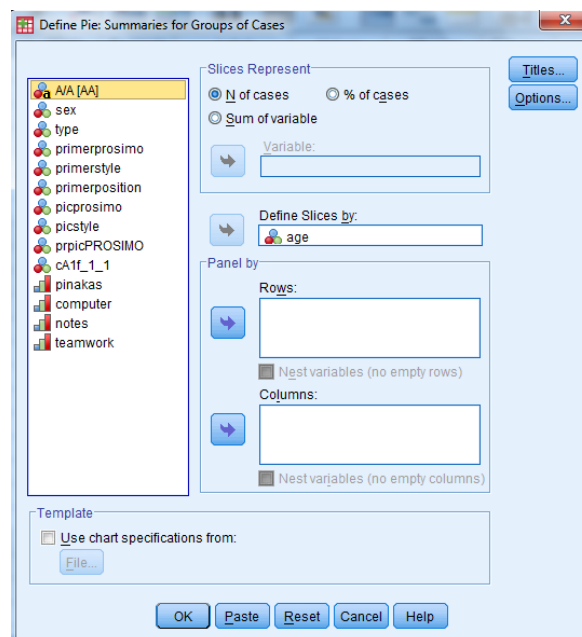 Define Pie: Summaries for Groups of Cases
A/A [AA]
sex
type
primerprosimo
primerstyle
primerposition
picprosimo
picstyle
prpicPROSIMO
cA1f_1_1
pinakas
computer
notes
teamwork
Slices Represent
N of cases % of cases
Sum of variable
Variable:
Define Slices by:
age
Panel by
Rows:
Nest variables (no empty rows)
Columns:
Nest variables (no empty columns)
Titles...
Options...
Template
Use chart specifications from:
File...
OK Paste Reset Cancel Help